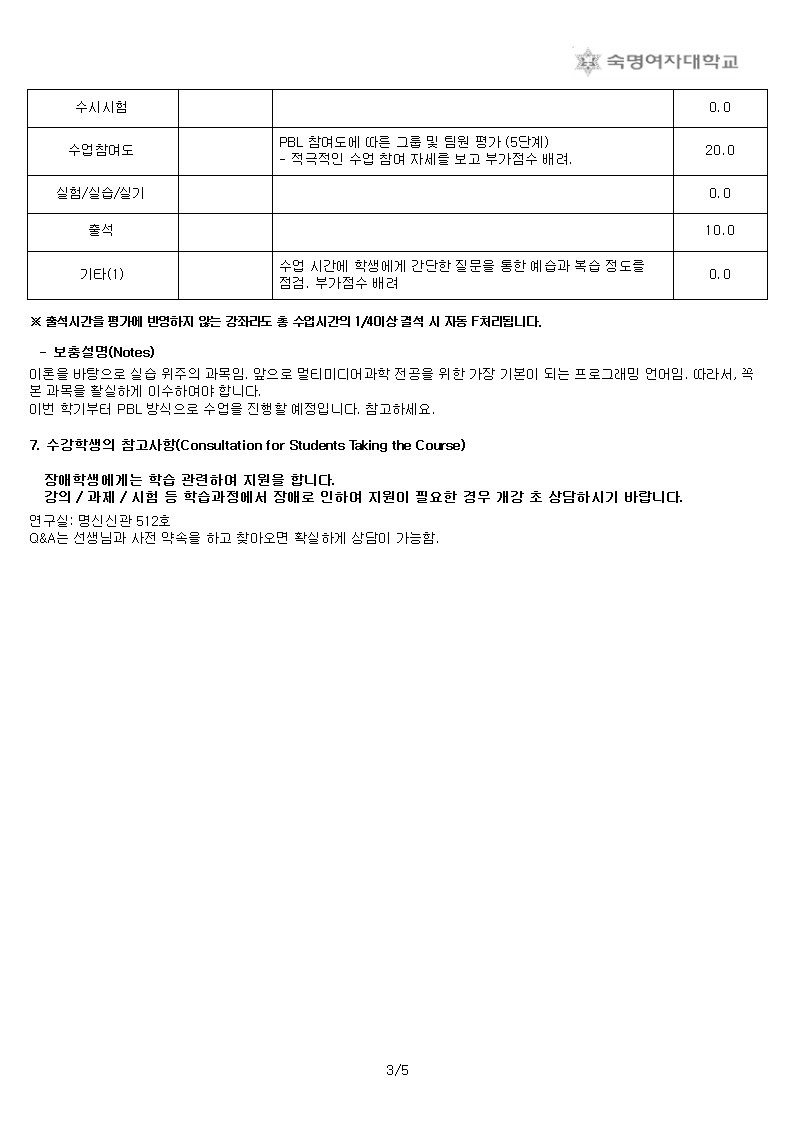 숙명여자대학교
수시시험 0.0
수업참여도 PBL 참여도에 따른 그룹 및 팀원 평가 (5단계) 20.0
- 적극적인 수업 참여 자세를 보고 부가점수 배려.
실험/실습/실기 0.0
출석 10.0
기타(1) 수업 시간에 학생에게 간단한 질문을 통한 예습과 복습 정도를 0.0
점검. 부가점수 배려
※ 출석시간을 평가에 반영하지 않는 강좌라도 총 수업시간의 1/4이상 결석 시 자동 F처리됩니다.
- 보충설명(Notes)
이론을 바탕으로 실습 위주의 과목임. 앞으로 멀티미디어과학 전공을 위한 가장 기본이 되는 프로그래밍 언어임. 따라서, 꼭
본 과목을 활실하게 이수하여야 합니다.
이번 학기부터 PBL 방식으로 수업을 진행할 예정입니다. 참고하세요.
7. 수강학생의 참고사항(Consultation for Students Taking the Course)
장애학생에게는 학습 관련하여 지원을 합니다.
강의 / 과제 / 시험 등 학습과정에서 장애로 인하여 지원이 필요한 경우 개강 초 상담하시기 바랍니다.
연구실: 명신신관 512호
Q&A는 선생님과 사전 약속을 하고 찾아오면 확실하게 상담이 가능함.
3/5